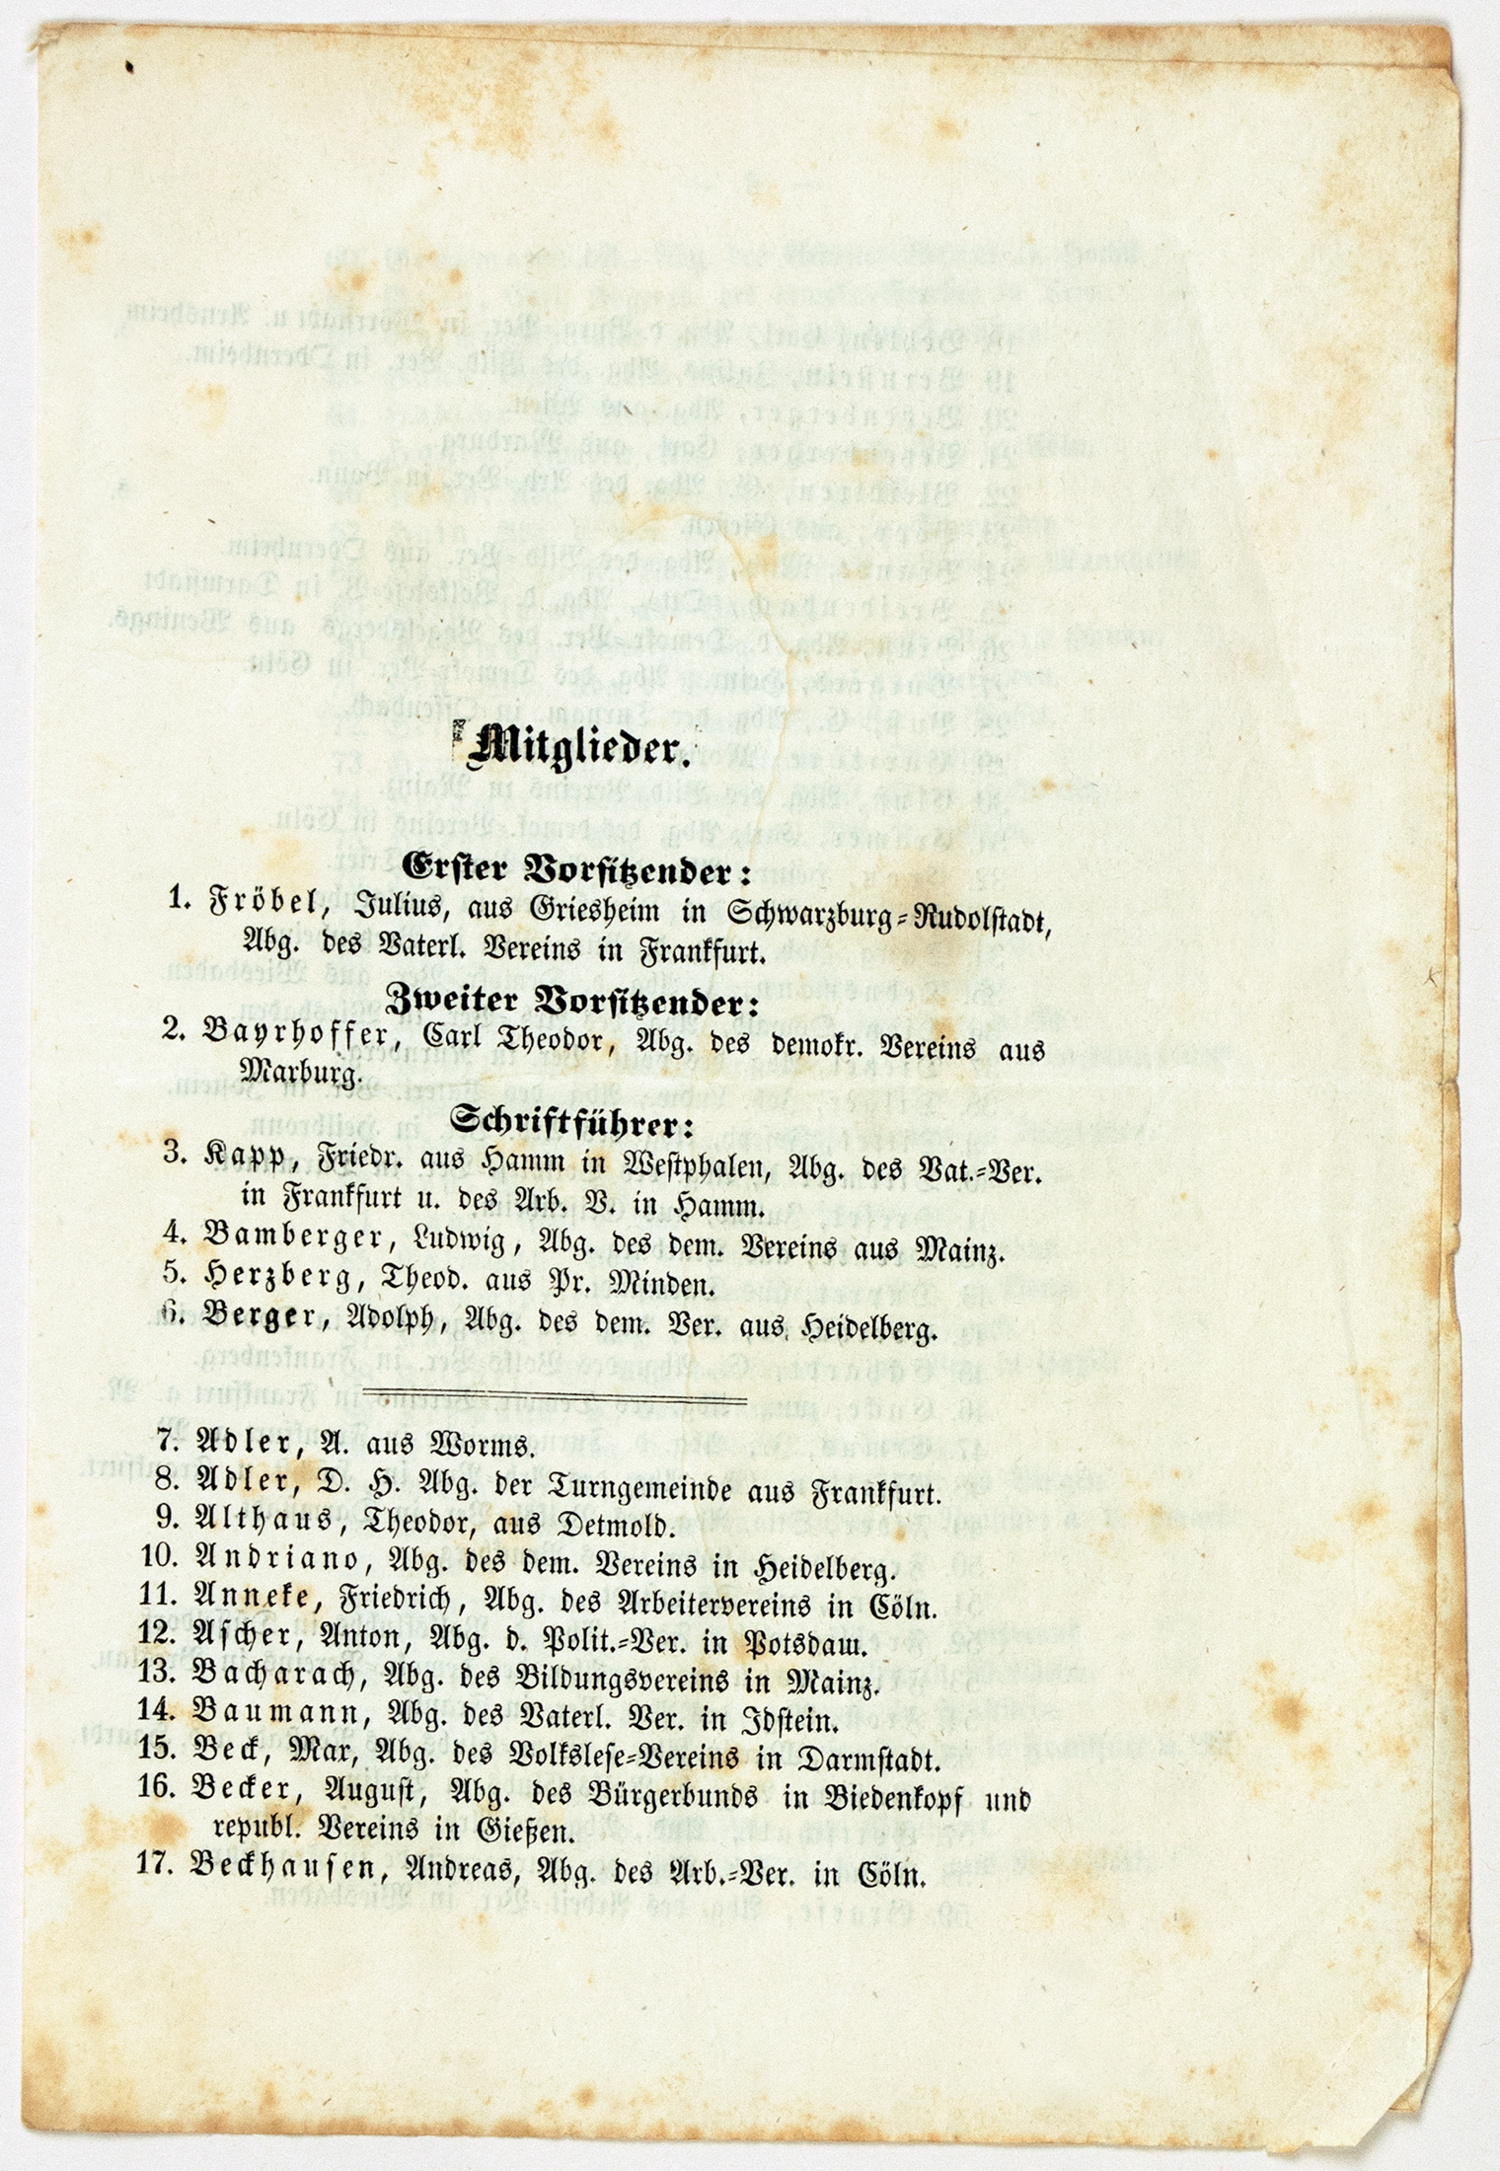 Mitglieder.
Erster Vorsitzender:
1. Fröbel, Julius, aus Griesheim in Schwarzburg-Rudolstadt,
Abg. des Vaterl. Vereins in Frankfurt.
Zweiter Vorsitzender:
2. Bayrhoffer, Carl Theodor, Abg. des demokr. Vereins aus
Marburg.
Schriftführer:
3. Kapp, Friedr. aus Hamm in Westphalen, Abg. des Vat.-Ver.
in Frankfurt u. des Arb. V. in Hamm.
4. Bamberger, Ludwig, Abg. des dem. Vereins aus Mainz.
5. Herzberg, Theod. aus Pr. Minden.
6. Berger, Adolph, Abg. des dem. Ver. aus Heidelberg.
7. Adler, A. aus Worms.
8. Adler, D. H. Abg. der Turngemeinde aus Frankfurt.
9. Althaus, Theodor, aus Detmold.
10. Andriano, Abg. des dem. Vereins in Heidelberg.
11. Anneke, Friedrich, Abg. des Arbeitervereins in Cöln.
12. Ascher, Anton, Abg. d. Polit.-Ver. in Potsdam.
13. Bacharach, Abg. des Bildungsvereins in Mainz.
14. Baumann, Abg. des Vaterl. Ver. in Idstein.
15. Beck, Max, Abg. des Volkslese-Vereins in Darmstadt.
16. Becker, August, Abg. des Bürgerbunds in Biedenkopf und
republ. Vereins in Gießen.
17. Beckhausen, Andreas, Abg. des Arb.-Ver. in Cöln.